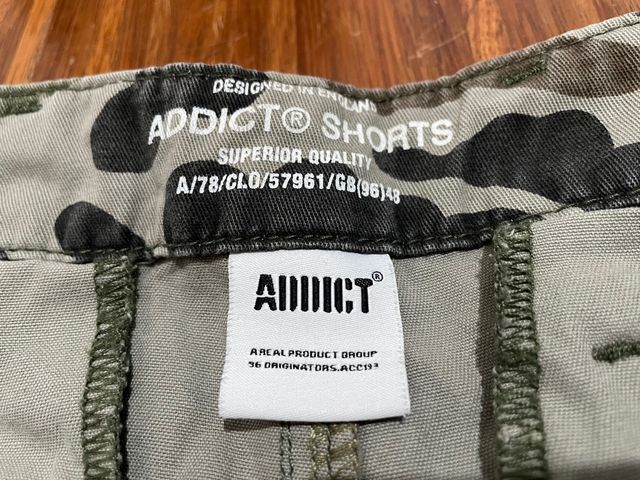 DESIGNED IN ENGLAND
ADDICT® SHORTS
SUPERIOR QUALITY
A/78/CLO/57961/GB(96)48
ADDICT®
A REAL PRODUCT GROUP
96 ORIGINATORS.